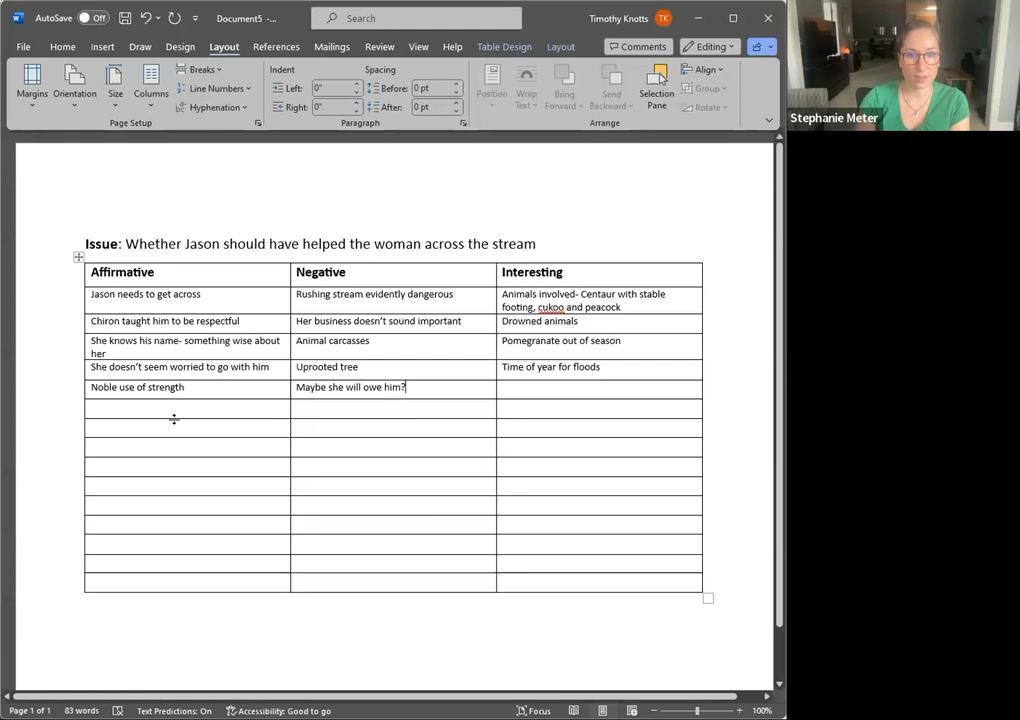 AutoSave Off Document5 -... Search Timothy Knotts TK
File Home Insert Draw Design Layout References Mailings Review View Help Table Design Layout Comments Editing
Margins Orientation Size Columns Breaks Line Numbers Hyphenation
Page Setup
Indent Spacing
Left: 0" Before: 0 pt
Right: 0" After: 0 pt
Paragraph
Position Wrap Text Bring Forward Send Backward Selection Pane Align Group Rotate
Arrange
Stephanie Meter
Issue: Whether Jason should have helped the woman across the stream
Affirmative Negative Interesting
Jason needs to get across Rushing stream evidently dangerous Animals involved- Centaur with stable
footing, cukoo and peacock
Chiron taught him to be respectful Her business doesn't sound important Drowned animals
She knows his name- something wise about Animal carcasses Pomegranate out of season
her
She doesn't seem worried to go with him Uprooted tree Time of year for floods
Noble use of strength Maybe she will owe him?
Page 1 of 1 83 words Text Predictions: On Accessibility: Good to go Focus 100%